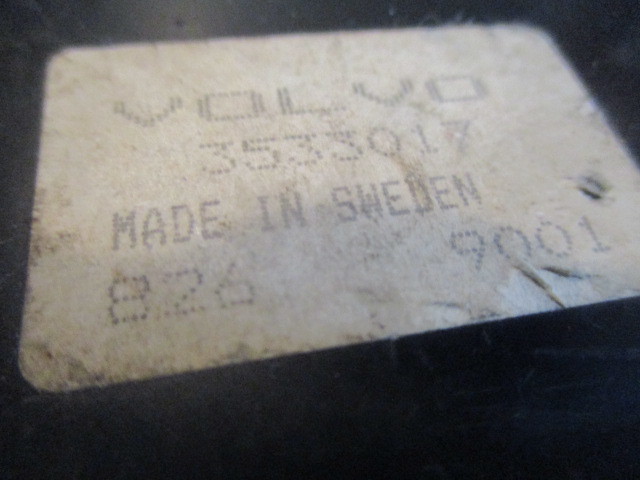 VOLVO
3533017
MADE IN SWEDEN
826 9001